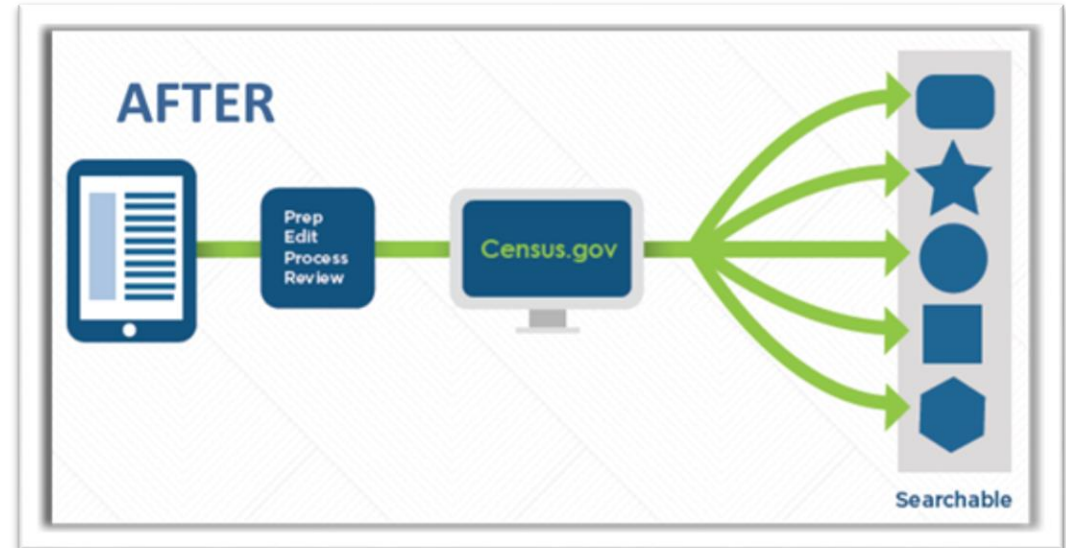 AFTER
Prep
Edit
Process
Review
Census.gov
Searchable